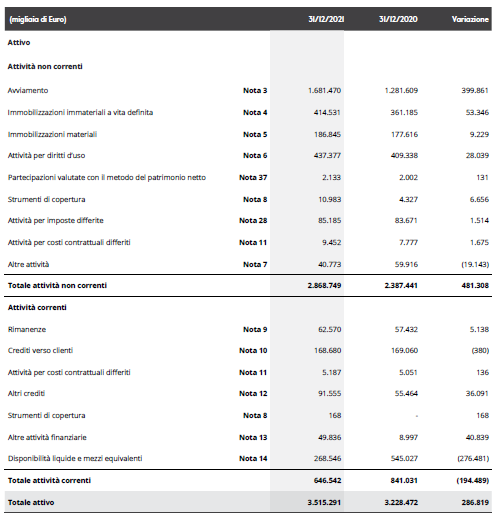 (migliaia di Euro) 31/12/2021 31/12/2020 Variazione
Attivo
Attività non correnti
Avviamento Nota 3 1.681.470 1.281.609 399.861
Immobilizzazioni immateriali a vita definita Nota 4 414.531 361.185 53.346
Immobilizzazioni materiali Nota 5 186.845 177.616 9.229
Attività per diritti d'uso Nota 6 437.377 409.338 28.039
Partecipazioni valutate con il metodo del patrimonio netto Nota 37 2.133 2.002 131
Strumenti di copertura Nota 8 10.983 4.327 6.656
Attività per imposte differite Nota 28 85.185 83.671 1.514
Attività per costi contrattuali differiti Nota 11 9.452 7.777 1.675
Altre attività Nota 7 40.773 59.916 (19.143)
Totale attività non correnti 2.868.749 2.387.441 481.308
Attività correnti
Rimanenze Nota 9 62.570 57.432 5.138
Crediti verso clienti Nota 10 168.680 169.060 (380)
Attività per costi contrattuali differiti Nota 11 5.187 5.051 136
Altri crediti Nota 12 91.555 55.464 36.091
Strumenti di copertura Nota 8 168 - 168
Altre attività finanziarie Nota 13 49.836 8.997 40.839
Disponibilità liquide e mezzi equivalenti Nota 14 268.546 545.027 (276.481)
Totale attività correnti 646.542 841.031 (194.489)
Totale attivo 3.515.291 3.228.472 286.819